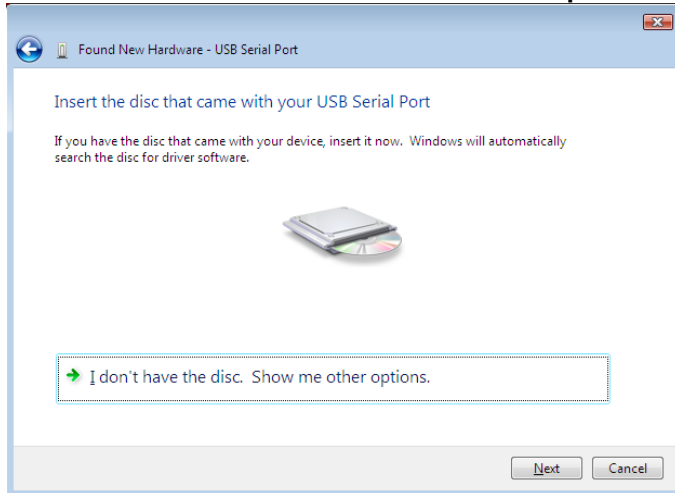 Found New Hardware - USB Serial Port
Insert the disc that came with your USB Serial Port
If you have the disc that came with your device, insert it now.  Windows will automatically
search the disc for driver software.
I don't have the disc.  Show me other options.
Next
Cancel